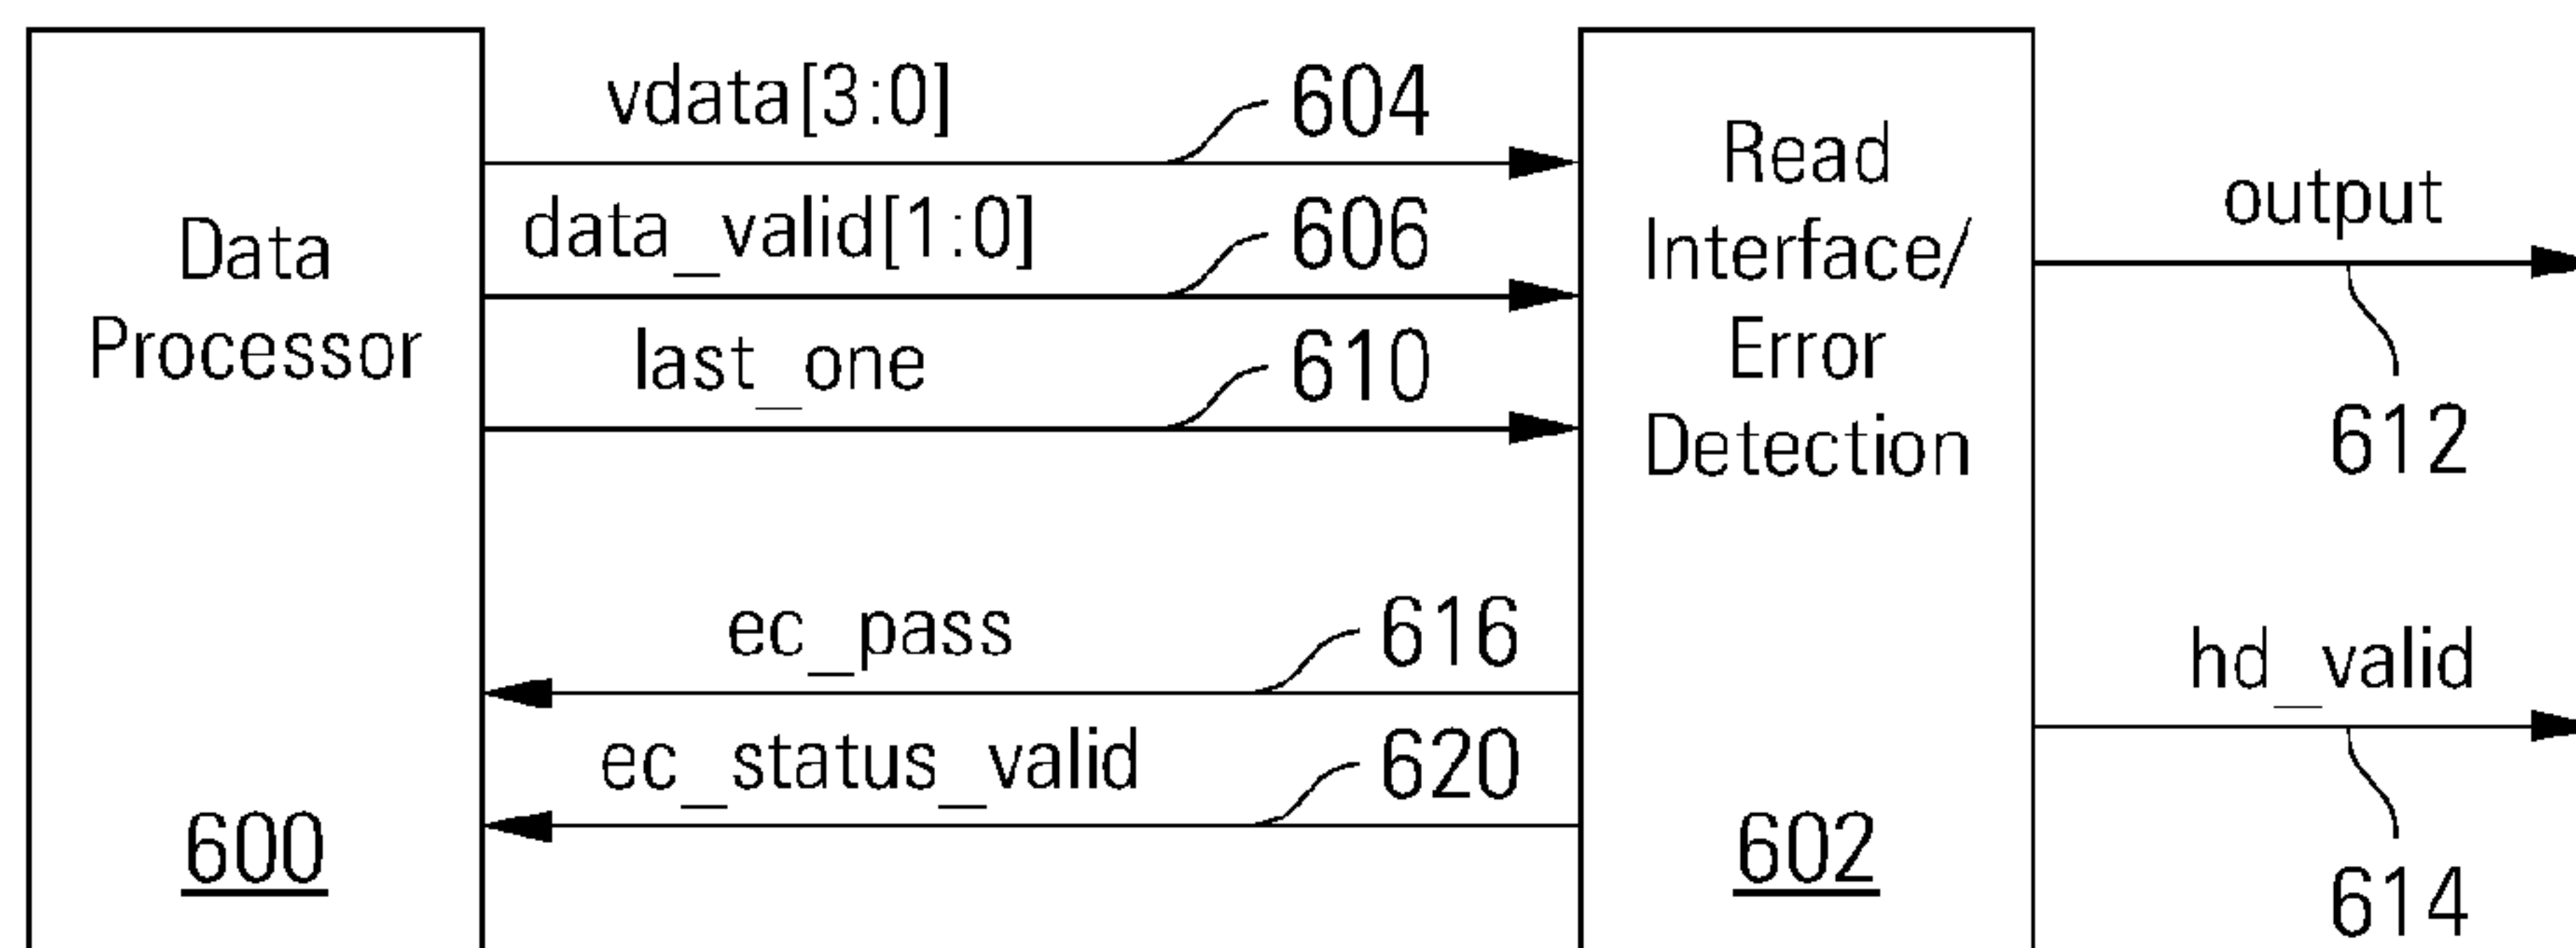 Data
Processor
600
vdata[3:0]
604
data_valid[1:0]
606
last_one
610
ec_pass
616
ec_status_valid
620
Read
Interface/
Error
Detection
602
output
612
hd_valid
614